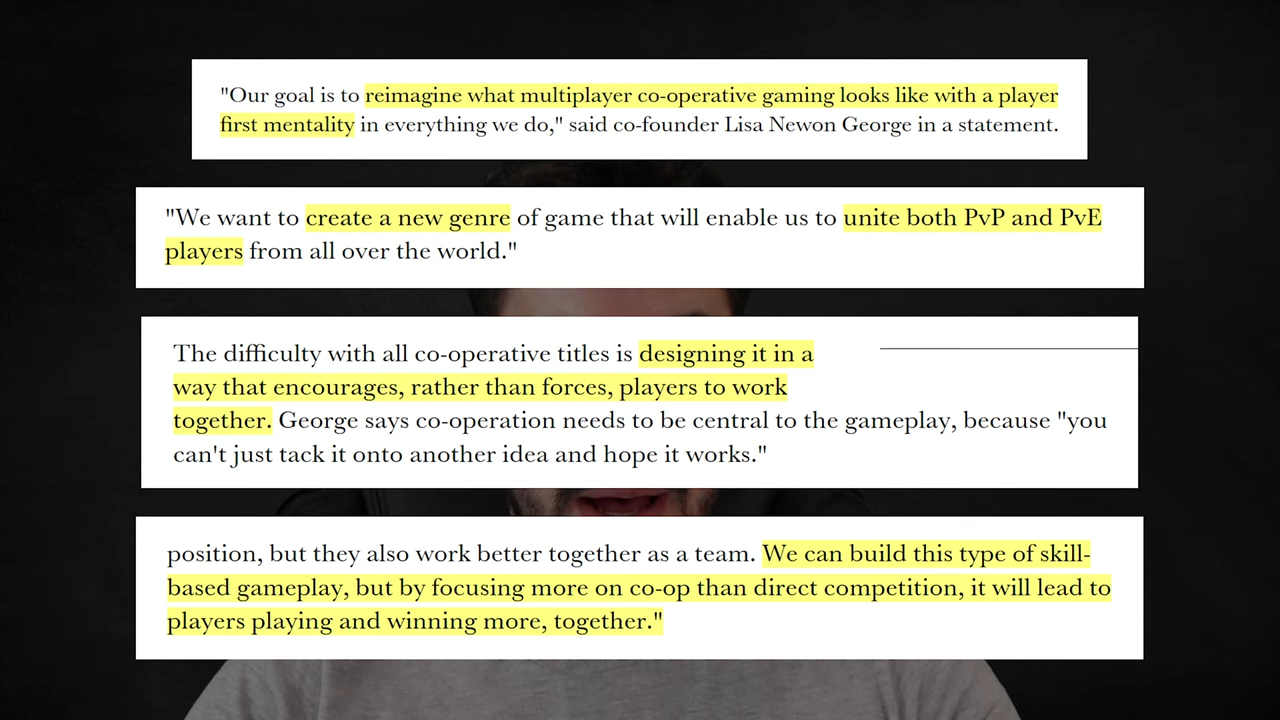 "Our goal is to reimagine what multiplayer co-operative gaming looks like with a player
first mentality in everything we do," said co-founder Lisa Newon George in a statement.
"We want to create a new genre of game that will enable us to unite both PvP and PvE
players from all over the world."
The difficulty with all co-operative titles is designing it in a
way that encourages, rather than forces, players to work
together. George says co-operation needs to be central to the gameplay, because "you
can't just tack it onto another idea and hope it works."
position, but they also work better together as a team. We can build this type of skill-
based gameplay, but by focusing more on co-op than direct competition, it will lead to
players playing and winning more, together."